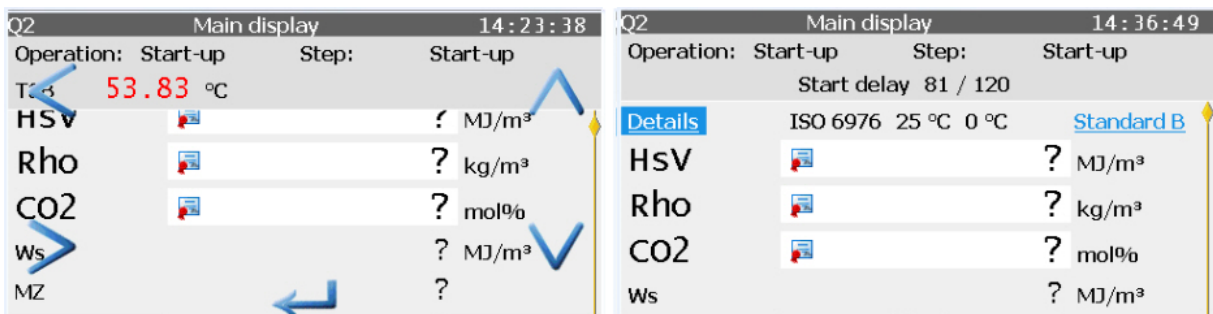 Q2 Main display 14:23:38
Operation: Start-up Step: Start-up
53.83 °C
HSV ? MJ/m³
Rho ? kg/m³
CO2 ? mol%
Ws ? MJ/m³
MZ ?
Q2 Main display 14:36:49
Operation: Start-up Step: Start-up
Start delay 81 / 120
Details ISO 6976 25 °C 0 °C Standard B
HsV ? MJ/m³
Rho ? kg/m³
CO2 ? mol%
Ws ? MJ/m³